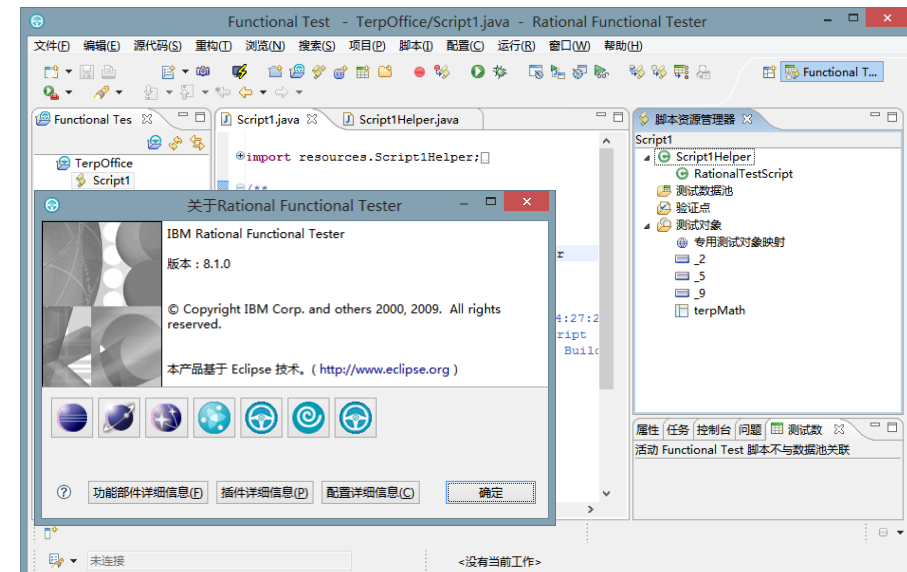 Functional Test - TerpOffice/Script1.java - Rational Functional Tester
文件(F) 编辑(E) 源代码(S) 重构(T) 浏览(N) 搜索(S) 项目(P) 脚本(I) 配置(C) 运行(R) 窗口(W) 帮助(H)
Functional T...
Functional Tes
Script1.java
Script1Helper.java
脚本资源管理器
TerpOffice
Script1
import resources.Script1Helper;
/**
Script1
Script1Helper
RationalTestScript
测试数据池
验证点
测试对象
专用测试对象映射
_2
_5
_9
terpMath
关于Rational Functional Tester
IBM Rational Functional Tester
版本：8.1.0
© Copyright IBM Corp. and others 2000, 2009. All rights
reserved.
本产品基于 Eclipse 技术。( http://www.eclipse.org )
r
4:27:2
ript
Build
功能部件详细信息(F) 插件详细信息(P) 配置详细信息(C) 确定
属性 任务 控制台 问题 测试数
活动 Functional Test 脚本不与数据池关联
未连接
<没有当前工作>